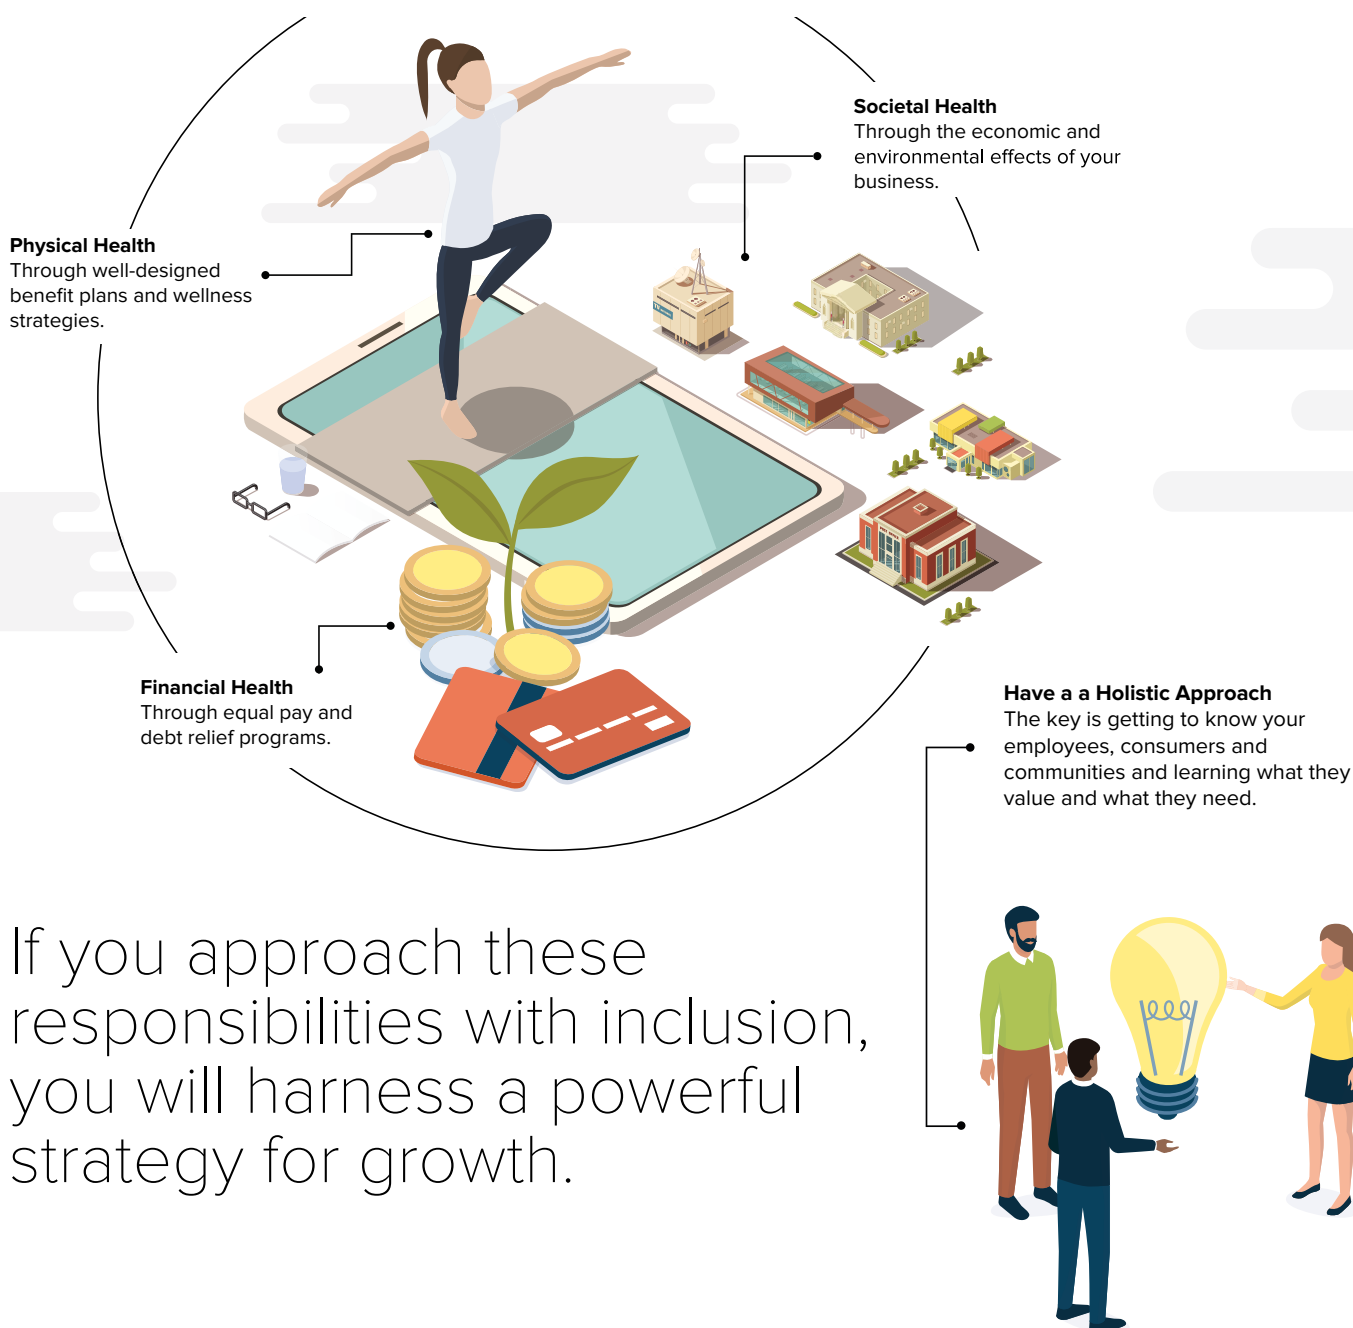 Societal Health
Through the economic and
environmental effects of your
business.
Physical Health
Through well-designed
benefit plans and wellness
strategies.
Financial Health
Through equal pay and
debt relief programs.
Have a a Holistic Approach
The key is getting to know your
employees, consumers and
communities and learning what they
value and what they need.
If you approach these
responsibilities with inclusion,
you will harness a powerful
strategy for growth.